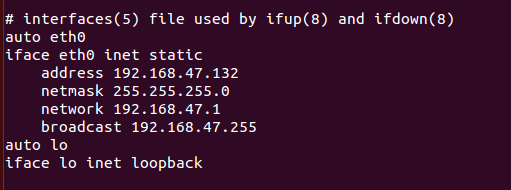 # interfaces(5) file used by ifup(8) and ifdown(8)
auto eth0
iface eth0 inet static
    address 192.168.47.132
    netmask 255.255.255.0
    network 192.168.47.1
    broadcast 192.168.47.255
auto lo
iface lo inet loopback